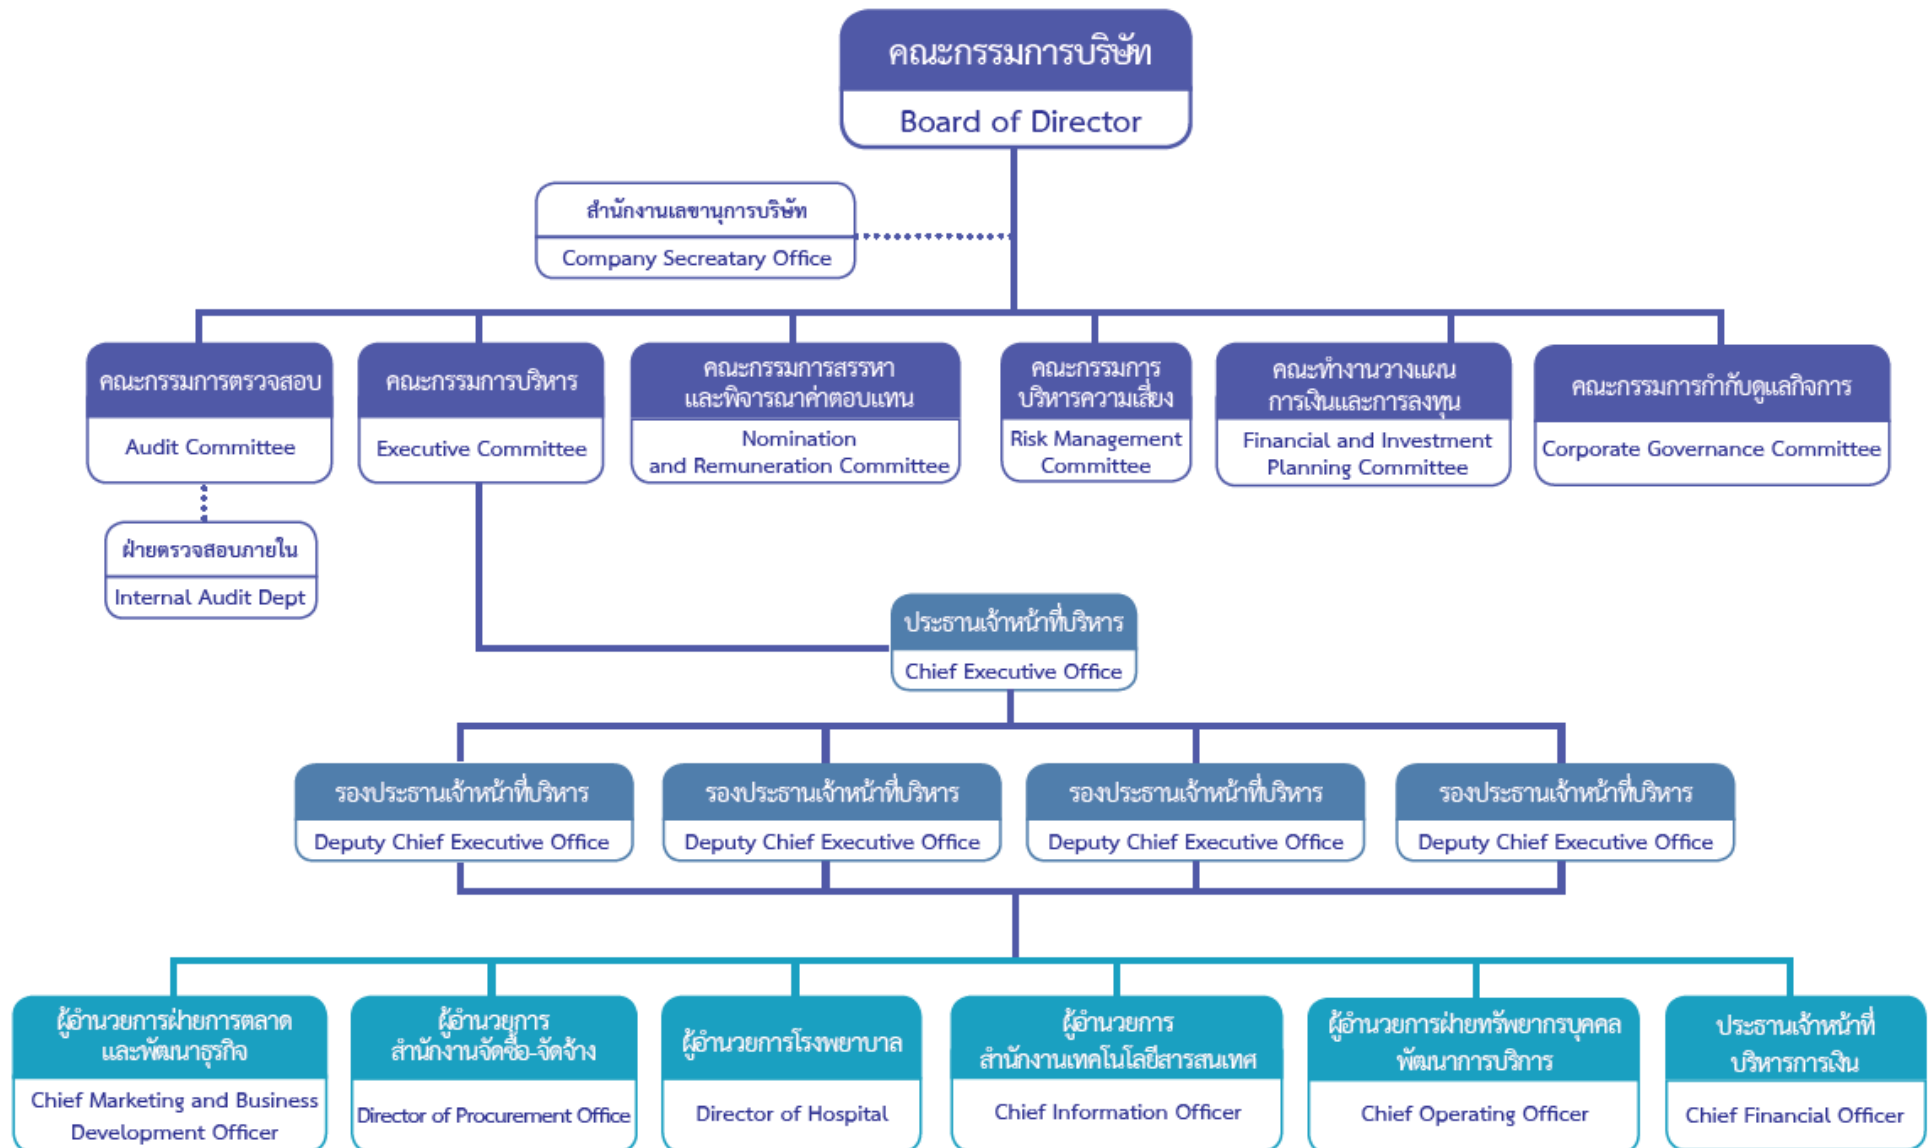 คณะกรรมการบริษัท
Board of Director
สำนักงานเลขานุการบริษัท
Company Secreatary Office
คณะกรรมการตรวจสอบ
Audit Committee
คณะกรรมการบริหาร
Executive Committee
คณะกรรมการสรรหา
และพิจารณาค่าตอบแทน
Nomination
and Remuneration Committee
คณะกรรมการ
บริหารความเสี่ยง
Risk Management
Committee
คณะทำงานวางแผน
การเงินและการลงทุน
Financial and Investment
Planning Committee
คณะกรรมการกำกับดูแลกิจการ
Corporate Governance Committee
ฝ่ายตรวจสอบภายใน
Internal Audit Dept
ประธานเจ้าหน้าที่บริหาร
Chief Executive Office
รองประธานเจ้าหน้าที่บริหาร
Deputy Chief Executive Office
รองประธานเจ้าหน้าที่บริหาร
Deputy Chief Executive Office
รองประธานเจ้าหน้าที่บริหาร
Deputy Chief Executive Office
รองประธานเจ้าหน้าที่บริหาร
Deputy Chief Executive Office
ผู้อำนวยการฝ่ายการตลาด
และพัฒนาธุรกิจ
Chief Marketing and Business
Development Officer
ผู้อำนวยการ
สำนักงานจัดซื้อ-จัดจ้าง
Director of Procurement Office
ผู้อำนวยการโรงพยาบาล
Director of Hospital
ผู้อำนวยการ
สำนักงานเทคโนโลยีสารสนเทศ
Chief Information Officer
ผู้อำนวยการฝ่ายทรัพยากรบุคคล
พัฒนาการบริการ
Chief Operating Officer
ประธานเจ้าหน้าที่
บริหารการเงิน
Chief Financial Officer